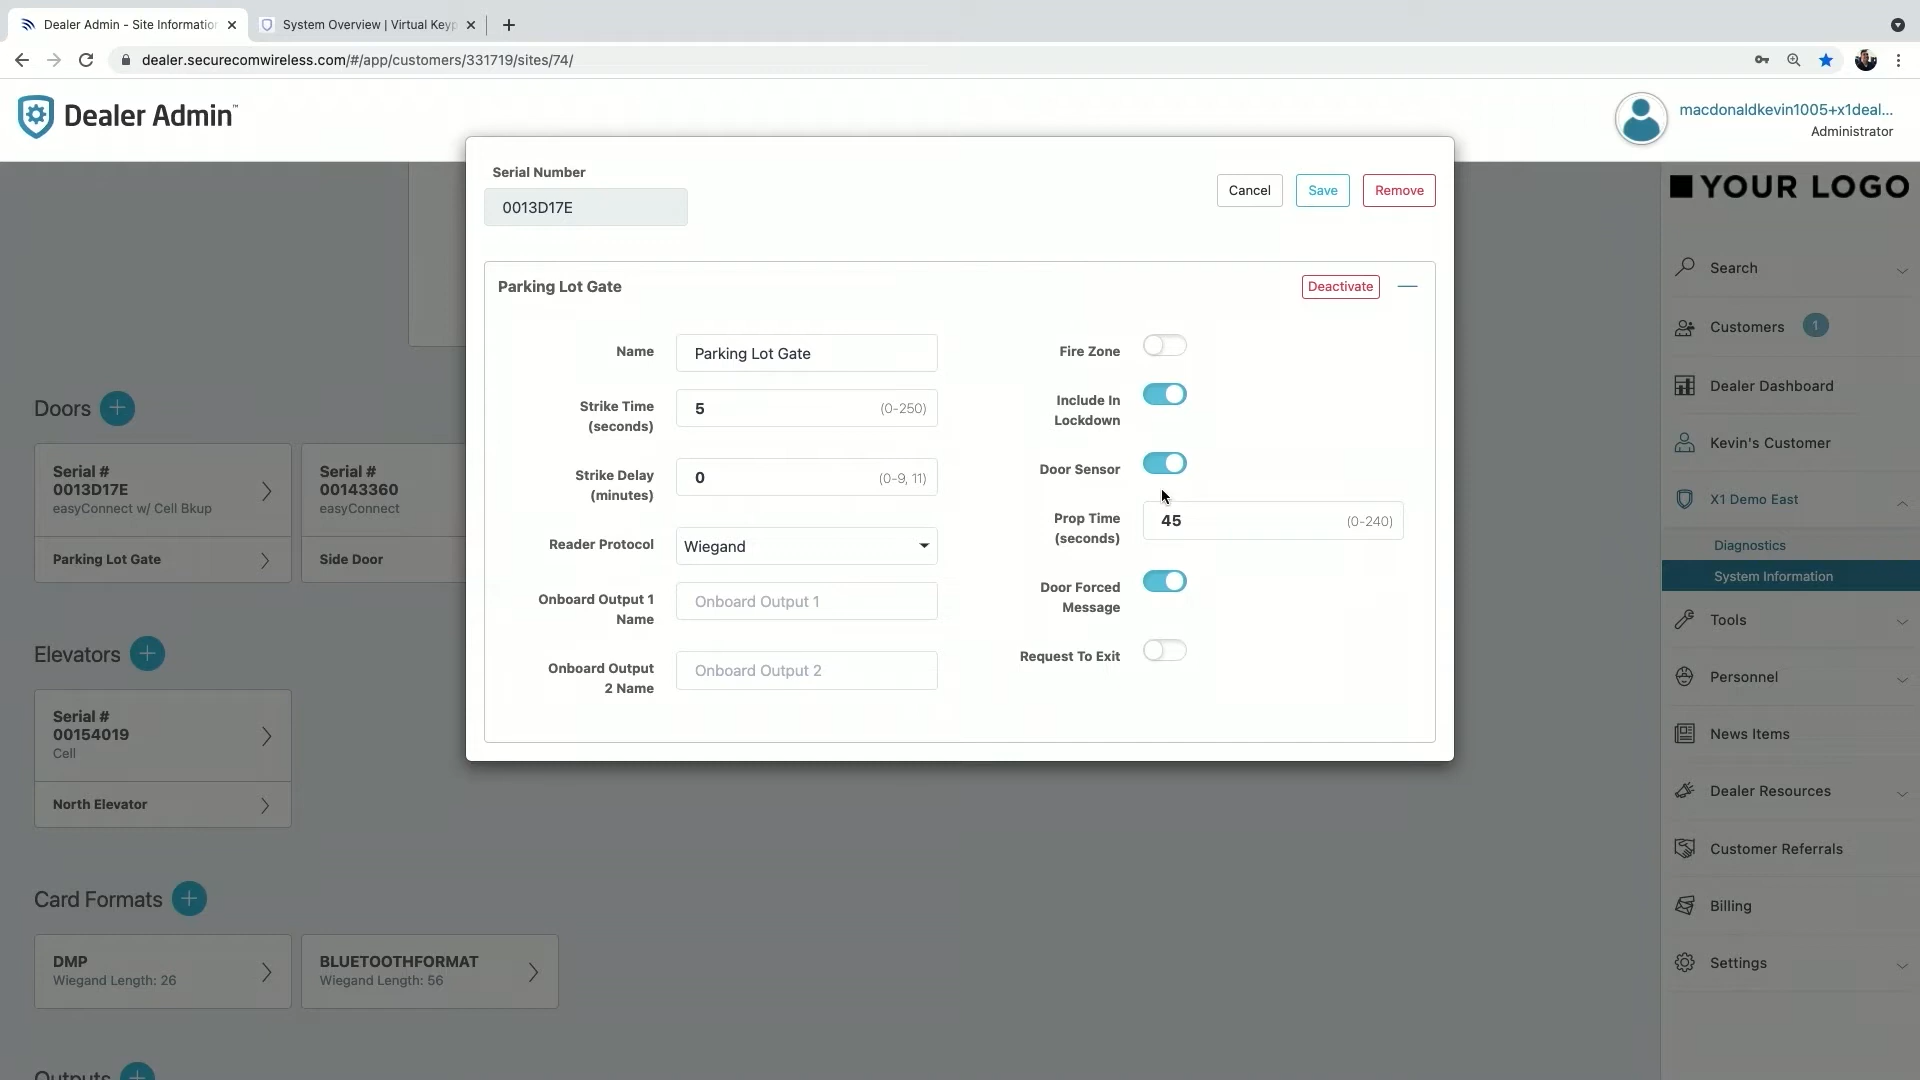 Dealer Admin - Site Information
System Overview | Virtual Keyp
dealer.securecomwireless.com/#/app/customers/331719/sites/74/
Dealer Admin™
macdonaldkevin1005+x1deal...
Administrator
Serial Number
0013D17E
Cancel
Save
Remove
Parking Lot Gate
Deactivate
Name
Parking Lot Gate
Strike Time
(seconds)
5
(0-250)
Strike Delay
(minutes)
0
(0-9, 11)
Reader Protocol
Wiegand
Onboard Output 1
Name
Onboard Output 1
Onboard Output
2 Name
Onboard Output 2
Fire Zone
Include In
Lockdown
Door Sensor
Prop Time
(seconds)
45
(0-240)
Door Forced
Message
Request To Exit
Doors
Serial #
0013D17E
easyConnect w/ Cell Bkup
Parking Lot Gate
Serial #
00143360
easyConnect
Side Door
Elevators
Serial #
00154019
Cell
North Elevator
Card Formats
DMP
Wiegand Length: 26
BLUETOOTHFORMAT
Wiegand Length: 56
Outputs
YOUR LOGO
Search
Customers
1
Dealer Dashboard
Kevin's Customer
X1 Demo East
Diagnostics
System Information
Tools
Personnel
News Items
Dealer Resources
Customer Referrals
Billing
Settings